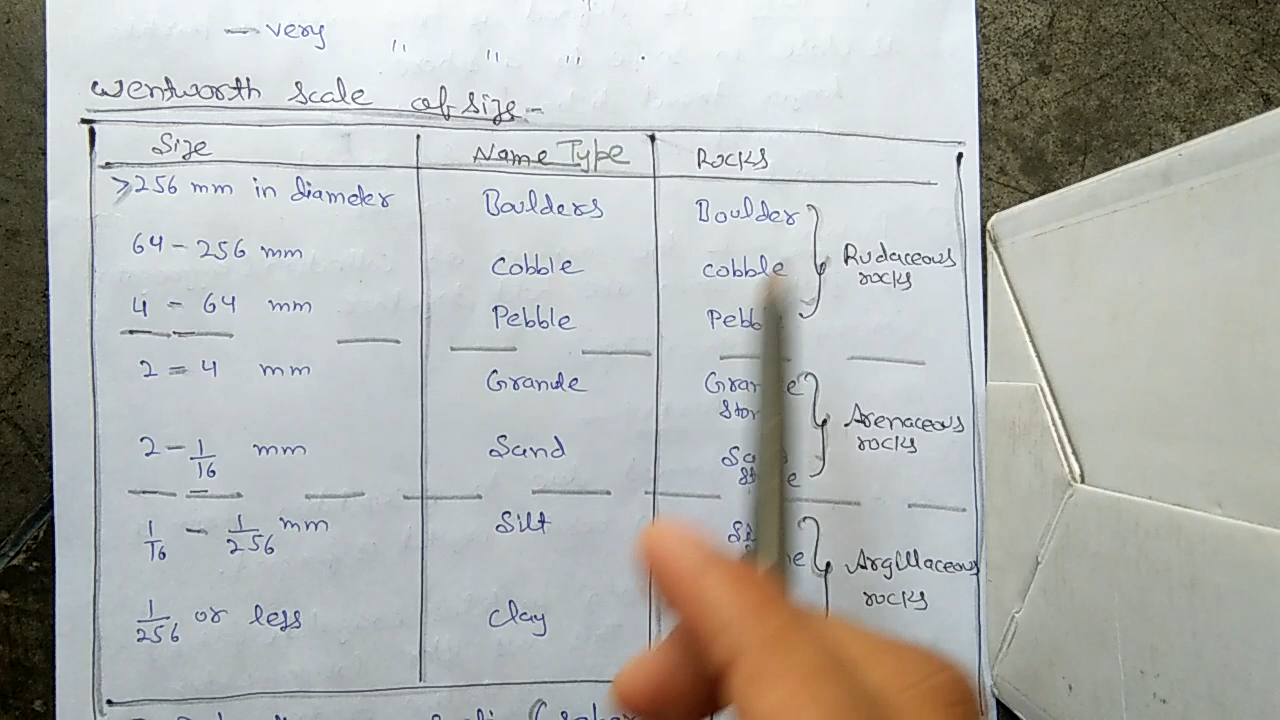 — very " " " .
Wentworth Scale of Size -
Size Name Type Rocks
>256 mm in diameter Boulders Boulder
64 - 256 mm Cobble Cobble Rudaceous rocks
4 - 64 mm Pebble
2 = 4 mm Granule
2 - 1/16 mm Sand Arenaceous rocks
1/16 - 1/256 mm Silt
1/256 or less Clay Argillaceous rocks